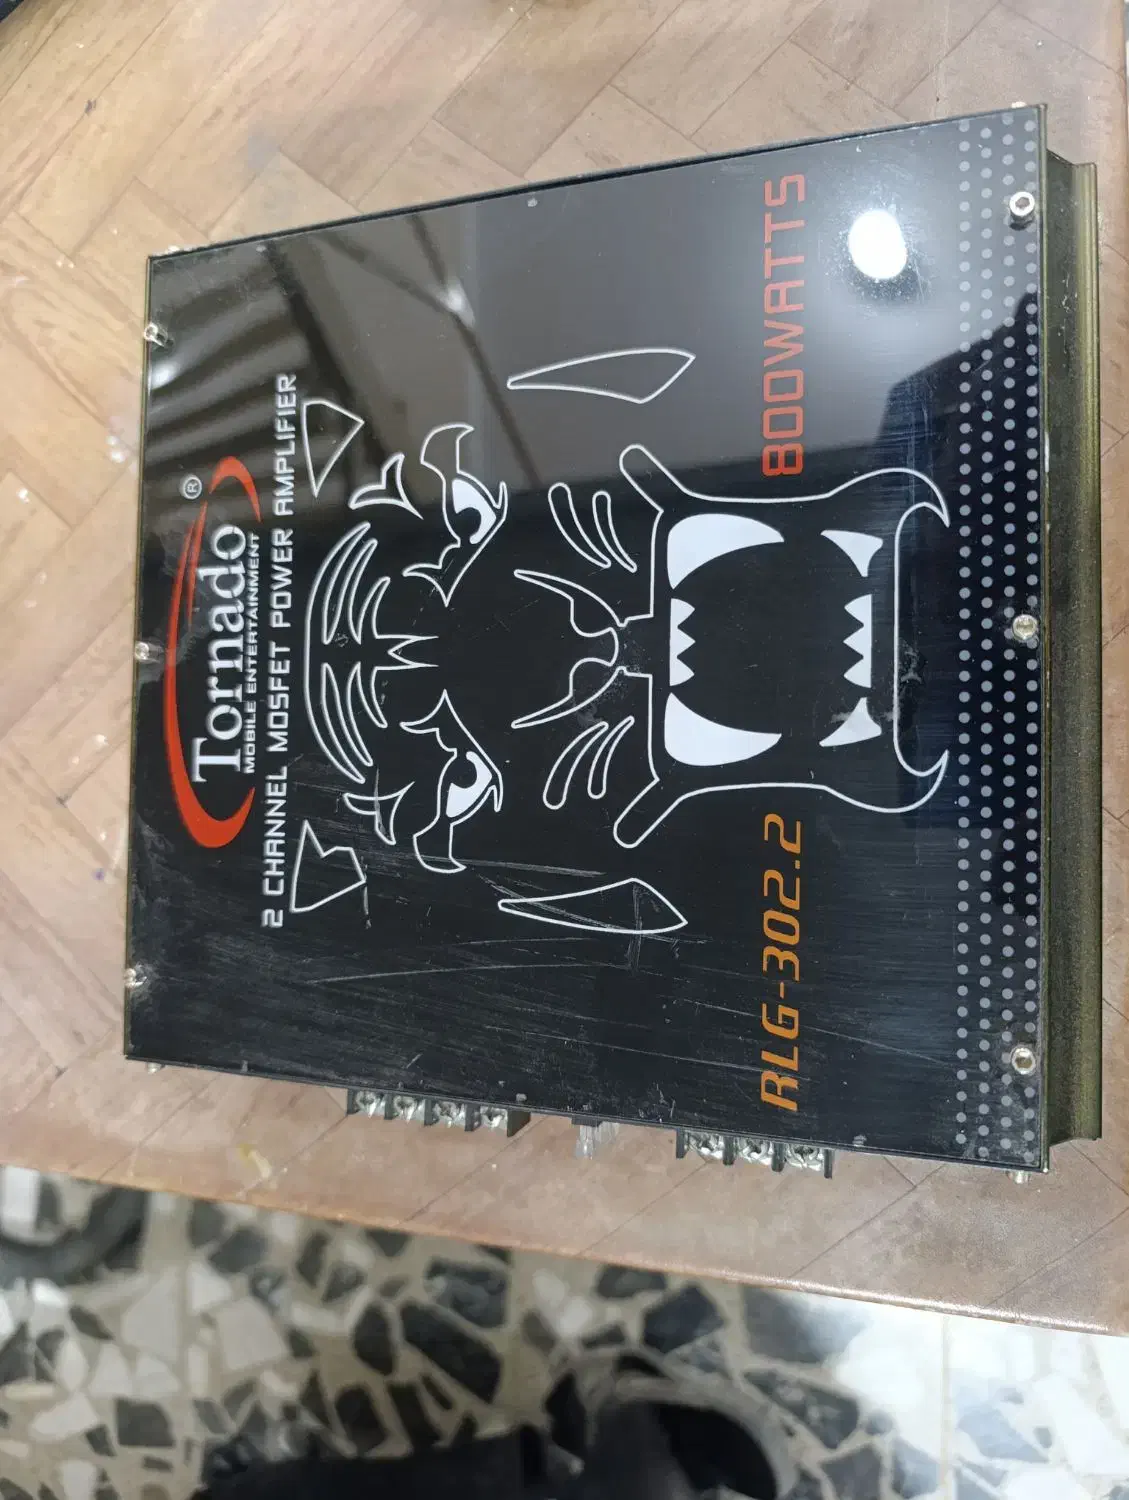 Tornado®
MOBILE ENTERTAINMENT
2 CHANNEL MOSFET POWER AMPLIFIER
RLG-302.2
800WATTS